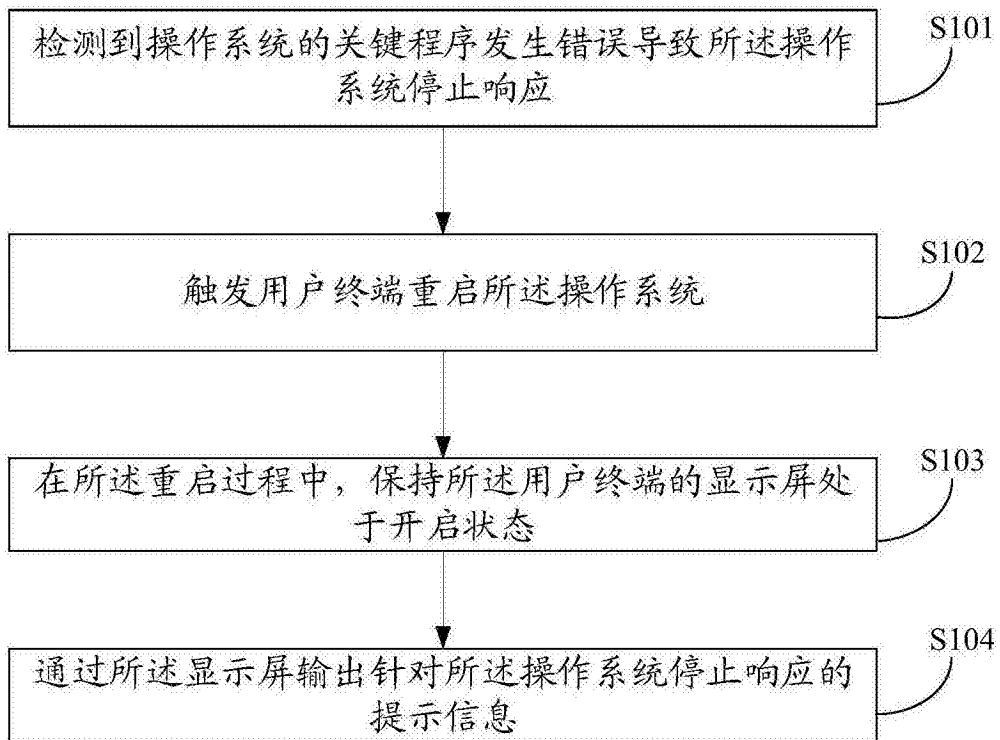 检测到操作系统的关键程序发生错误导致所述操作
系统停止响应
S101
触发用户终端重启所述操作系统
S102
在所述重启过程中，保持所述用户终端的显示屏处
于开启状态
S103
通过所述显示屏输出针对所述操作系统停止响应的
提示信息
S104